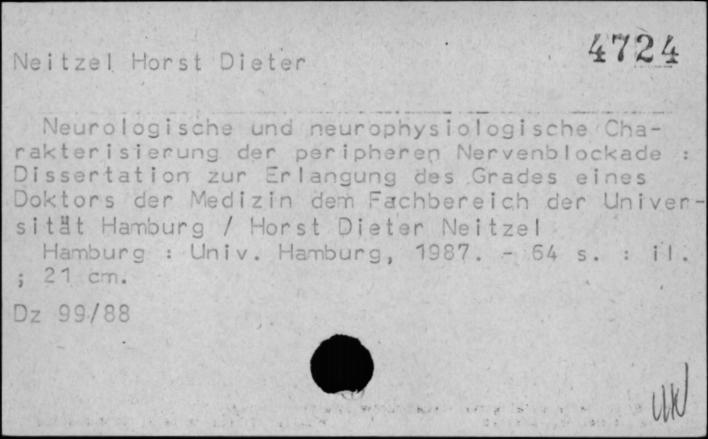 4724
Neitzel Horst Dieter
Neurologische und neurophysiologische Cha-
rakterisierung der peripheren Nervenblockade :
Dissertation zur Erlangung des Grades eines
Doktors der Medizin dem Fachbereich der Univer-
sität Hamburg / Horst Dieter Neitzel
Hamburg : Univ. Hamburg, 1987. - 64 s. : il.
; 21 cm.
Dz 99/88